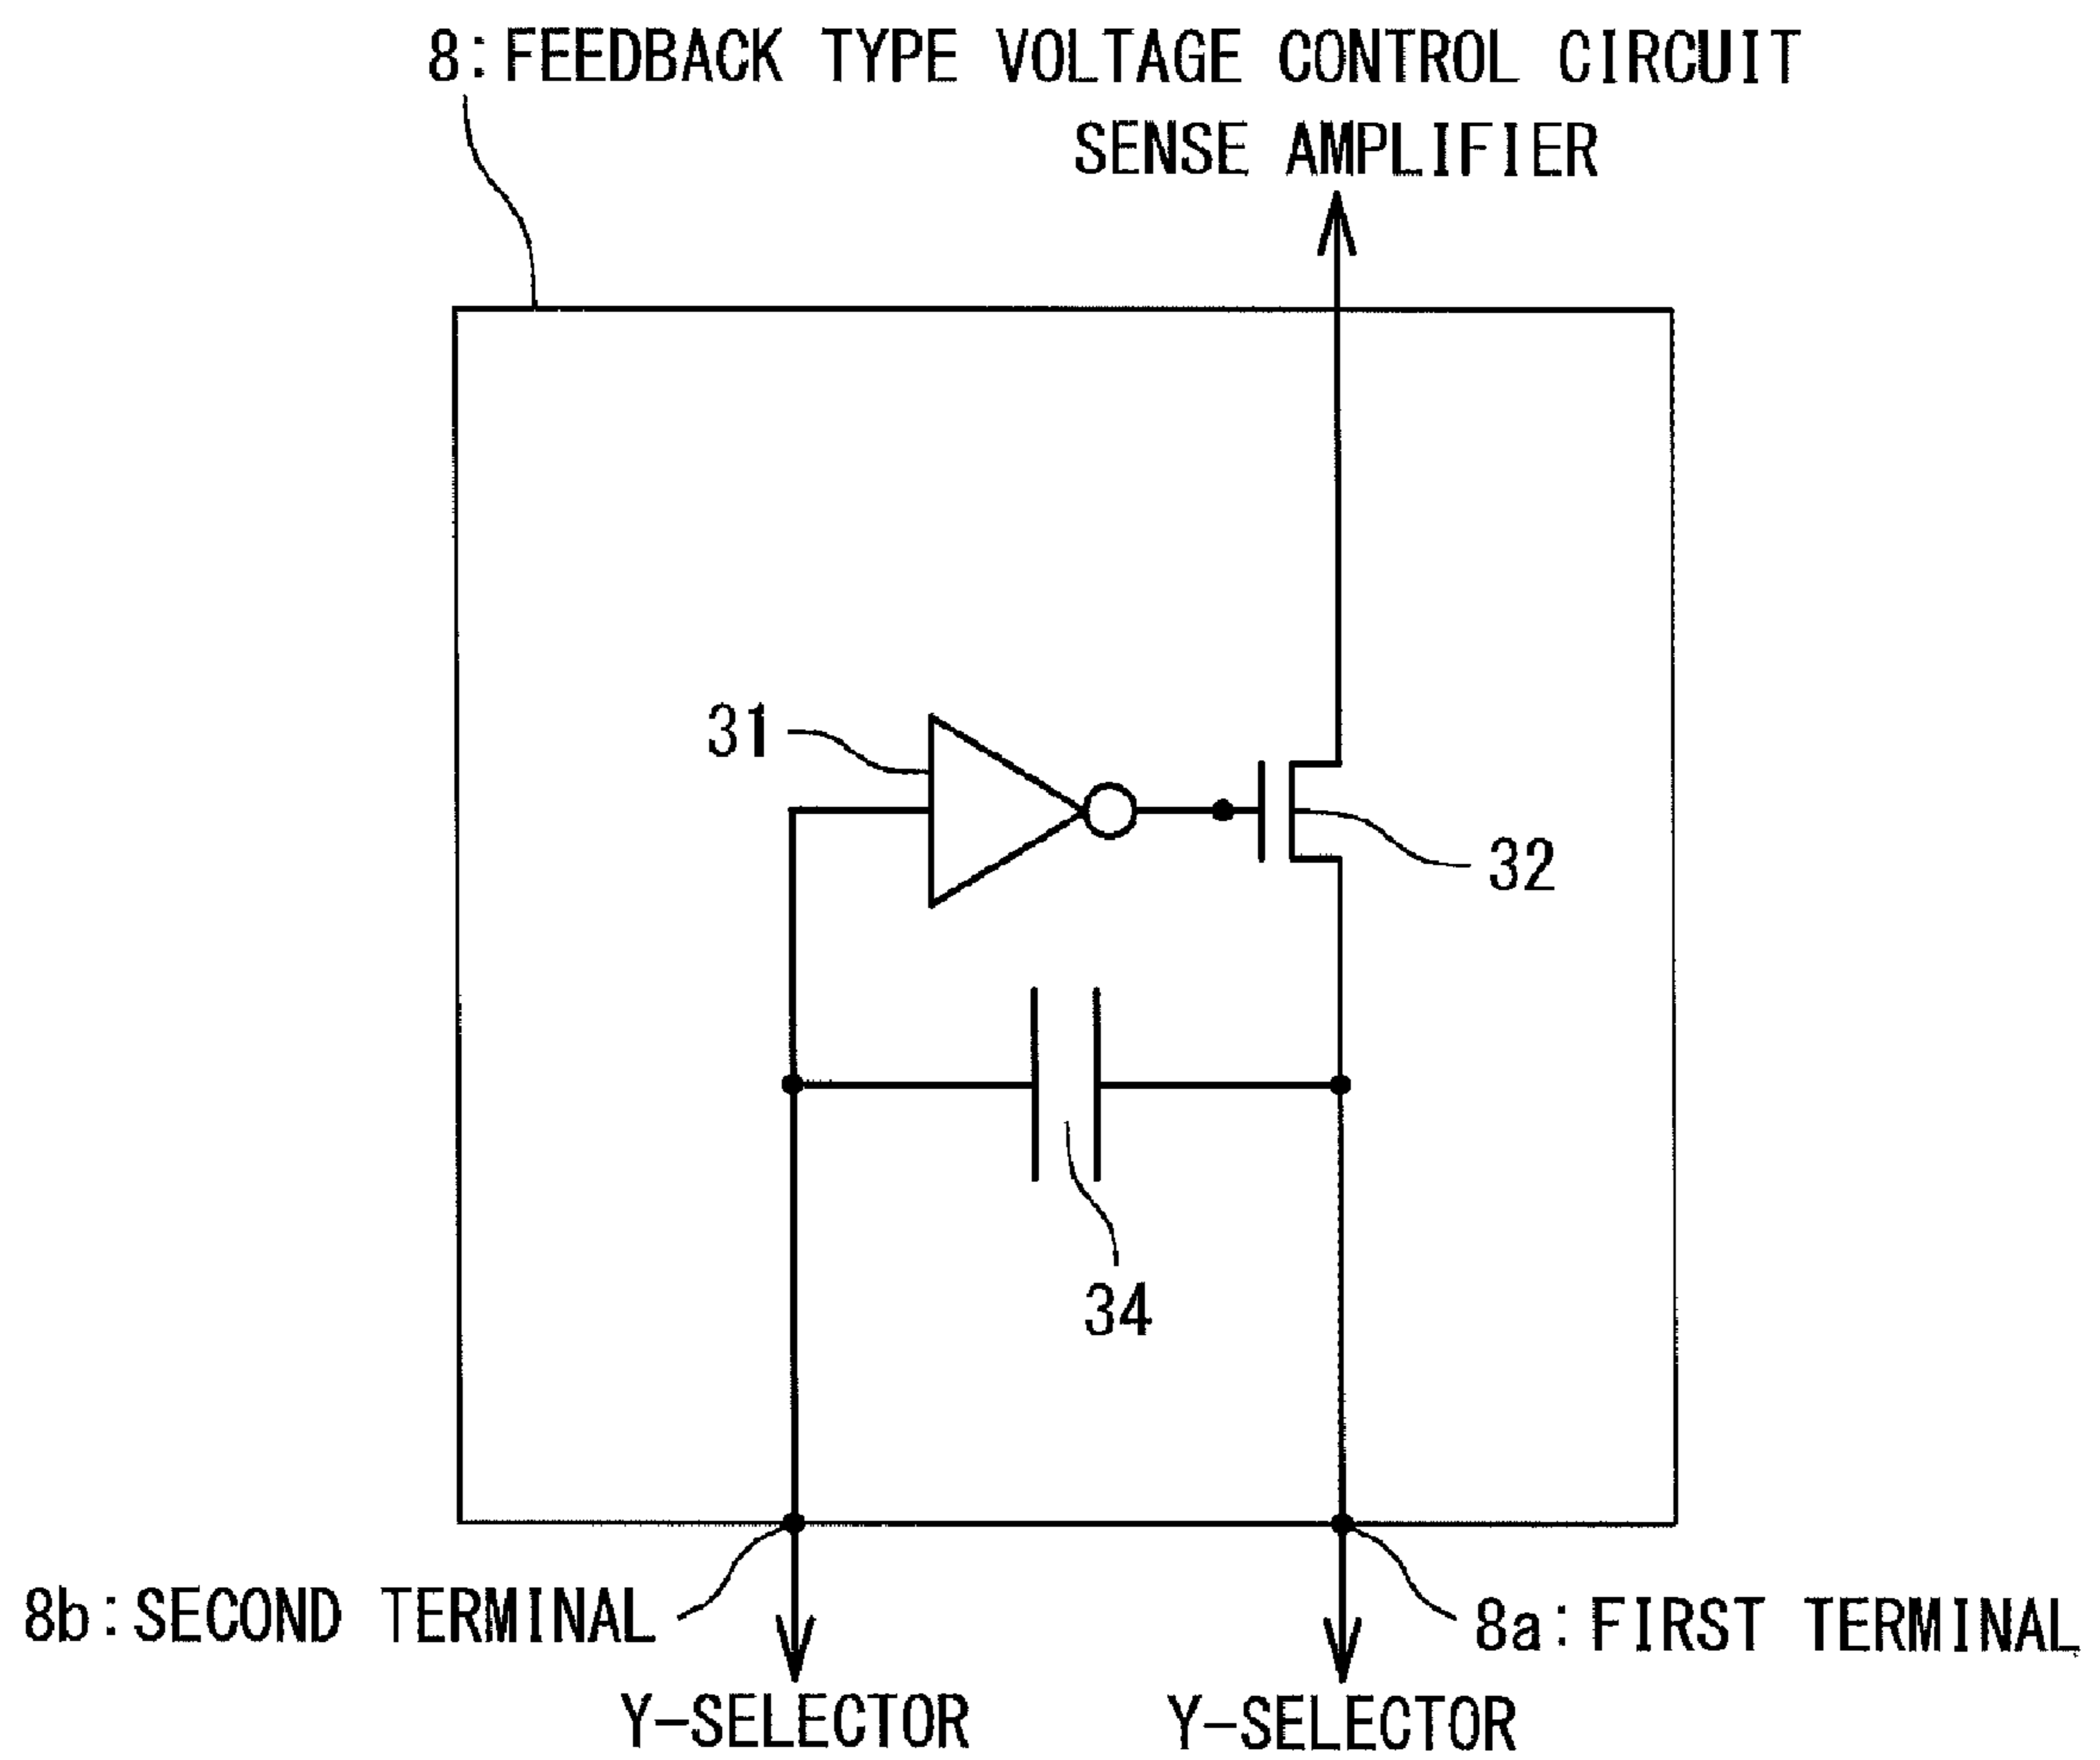 8:FEEDBACK TYPE VOLTAGE CONTROL CIRCUIT
SENSE AMPLIFIER
31
32
34
8b:SECOND TERMINAL
8a:FIRST TERMINAL
Y-SELECTOR
Y-SELECTOR